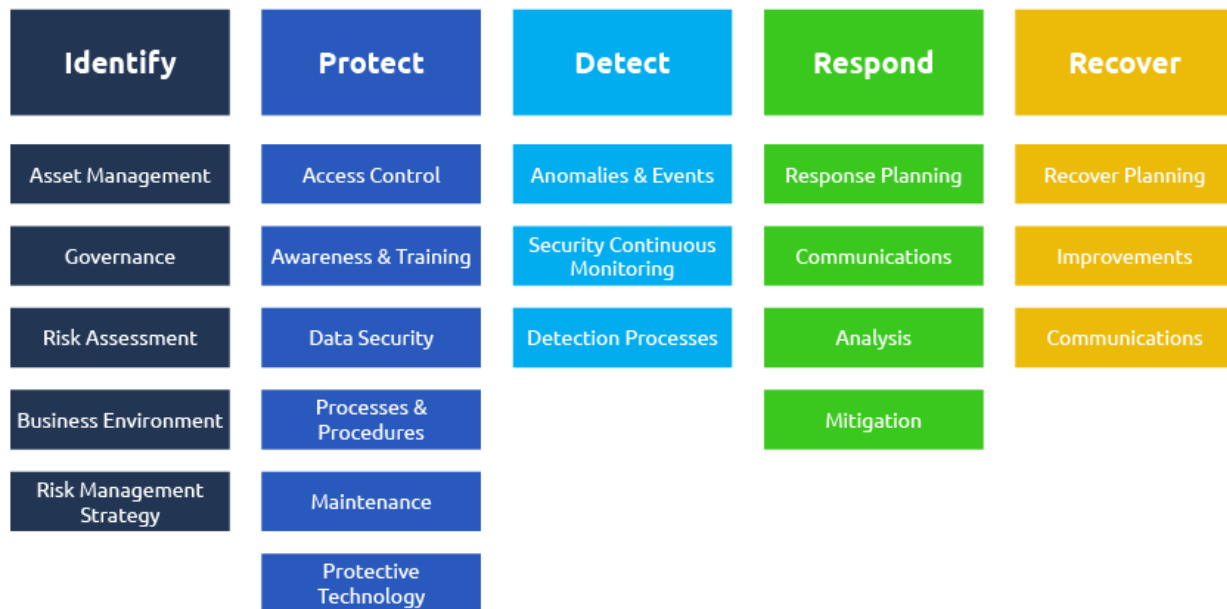 Identify
Protect
Detect
Respond
Recover
Asset Management
Access Control
Anomalies & Events
Response Planning
Recover Planning
Governance
Awareness & Training
Security Continuous
Monitoring
Communications
Improvements
Risk Assessment
Data Security
Detection Processes
Analysis
Communications
Business Environment
Processes &
Procedures
Mitigation
Risk Management
Strategy
Maintenance
Protective
Technology